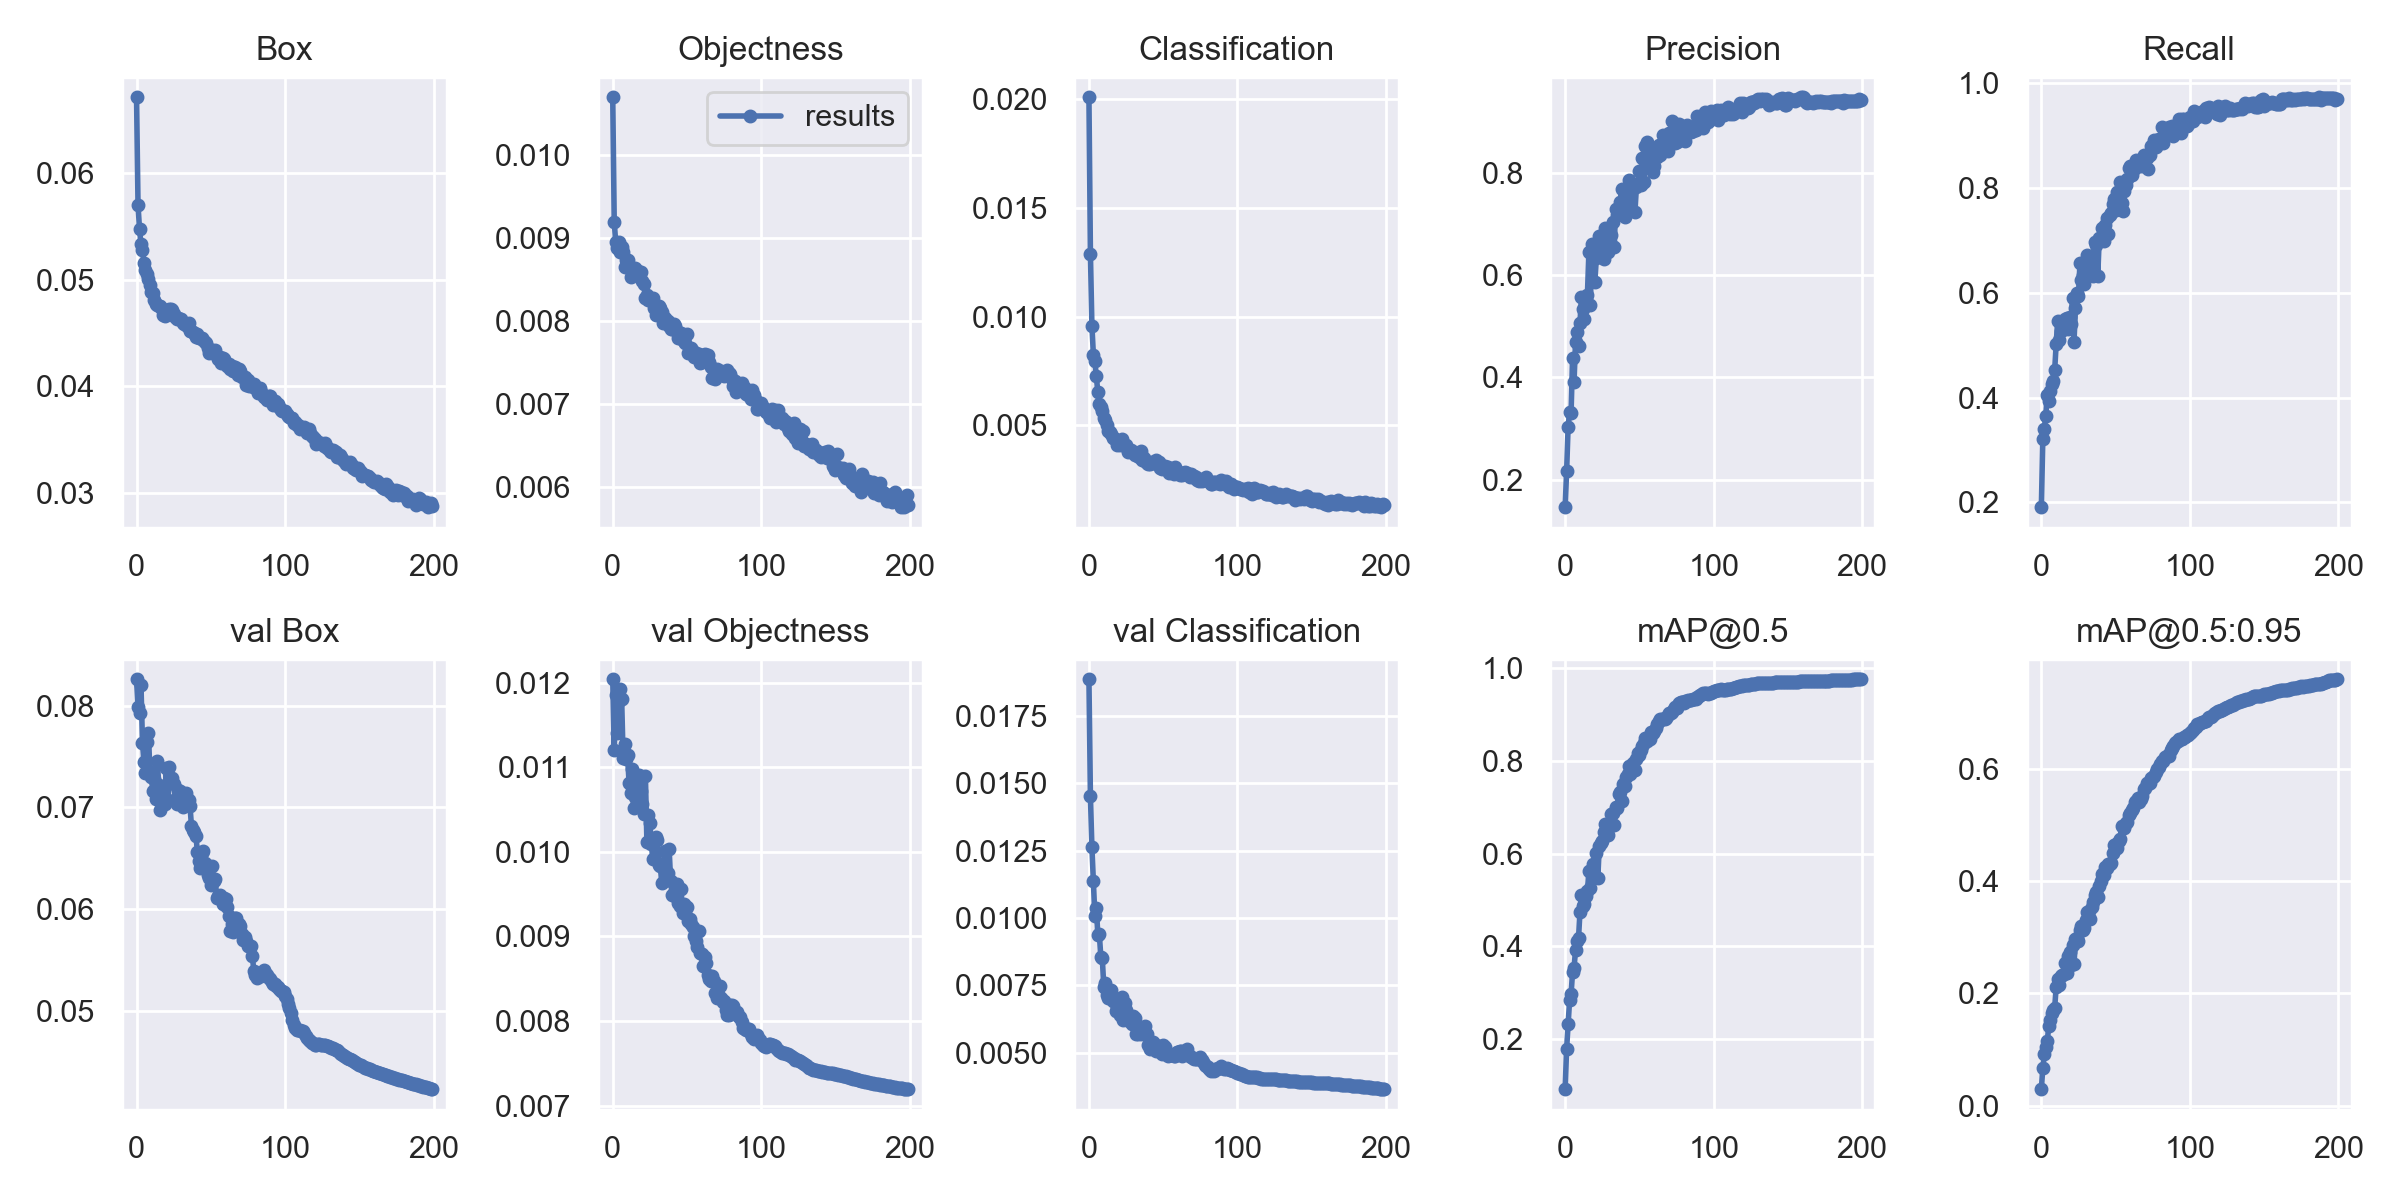 Box
Objectness
Classification
Precision
Recall
results
0.06
0.05
0.04
0.03
0 100 200
0.010
0.009
0.008
0.007
0.006
0 100 200
0.020
0.015
0.010
0.005
0 100 200
0.8
0.6
0.4
0.2
0 100 200
1.0
0.8
0.6
0.4
0.2
0 100 200
val Box
val Objectness
val Classification
mAP@0.5
mAP@0.5:0.95
0.08
0.07
0.06
0.05
0 100 200
0.012
0.011
0.010
0.009
0.008
0.007
0 100 200
0.0175
0.0150
0.0125
0.0100
0.0075
0.0050
0 100 200
1.0
0.8
0.6
0.4
0.2
0 100 200
0.6
0.4
0.2
0.0
0 100 200